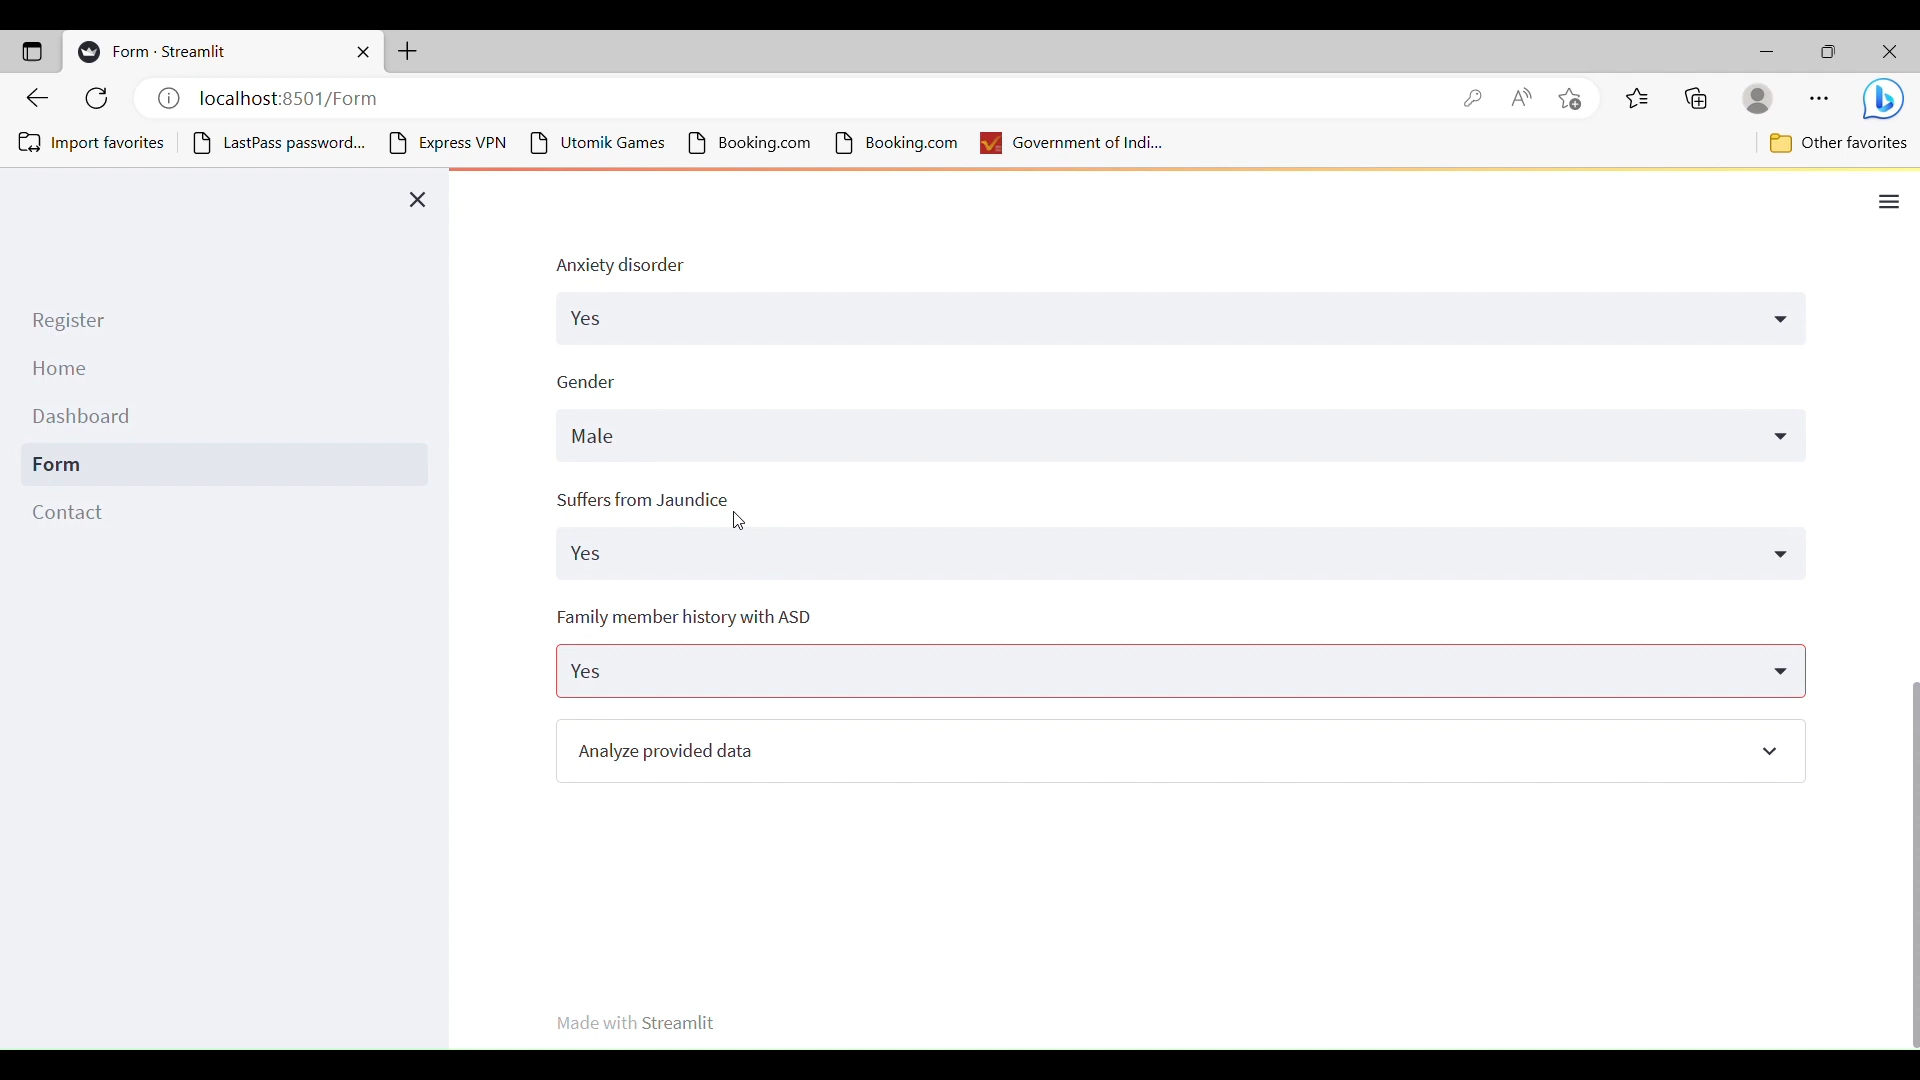 Form · Streamlit
localhost:8501/Form
Import favorites LastPass password... Express VPN Utomik Games Booking.com Booking.com Government of Indi... Other favorites
Register
Home
Dashboard
Form
Contact
Anxiety disorder
Yes
Gender
Male
Suffers from Jaundice
Yes
Family member history with ASD
Yes
Analyze provided data
Made with Streamlit